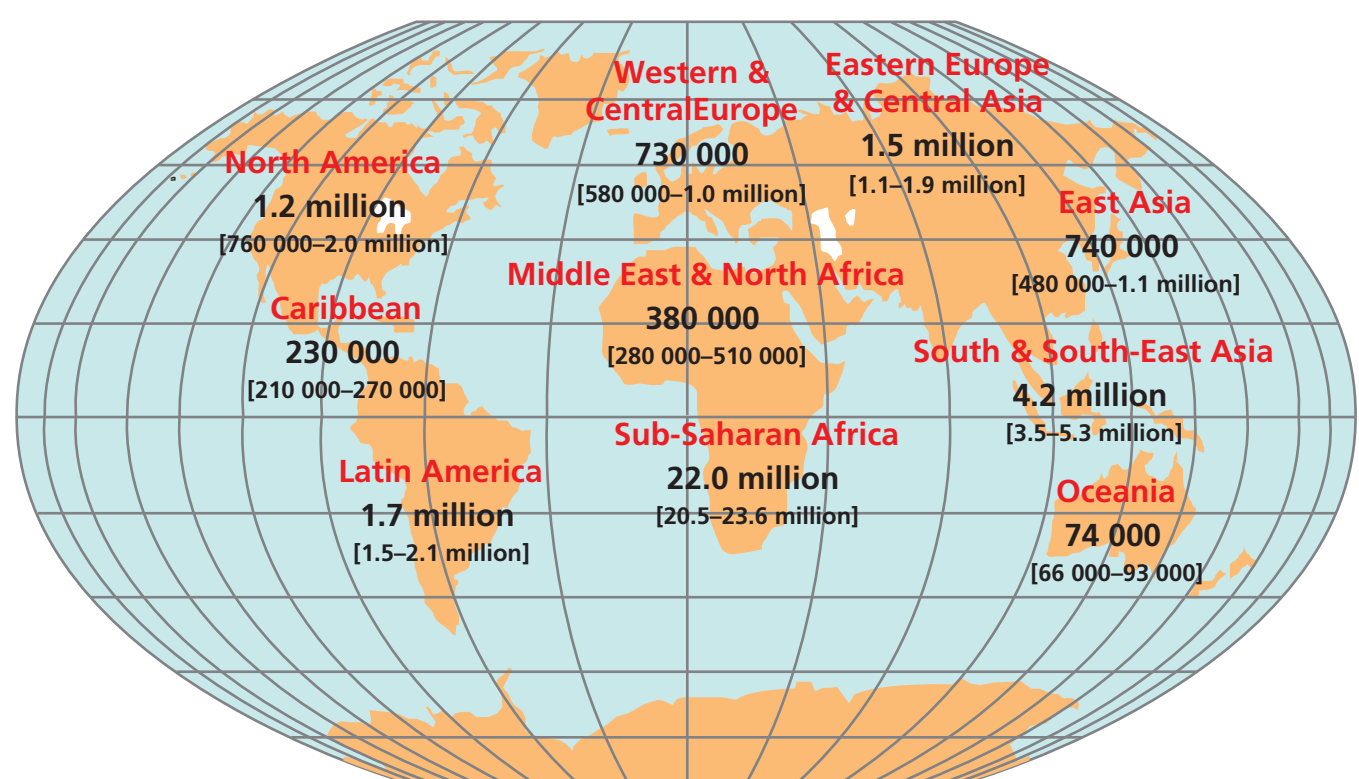 Western &
CentralEurope
730 000
[580 000–1.0 million]
Eastern Europe
& Central Asia
1.5 million
[1.1–1.9 million]
North America
1.2 million
[760 000–2.0 million]
East Asia
740 000
[480 000–1.1 million]
Middle East & North Africa
380 000
[280 000–510 000]
Caribbean
230 000
[210 000–270 000]
South & South-East Asia
4.2 million
[3.5–5.3 million]
Sub-Saharan Africa
22.0 million
[20.5–23.6 million]
Latin America
1.7 million
[1.5–2.1 million]
Oceania
74 000
[66 000–93 000]